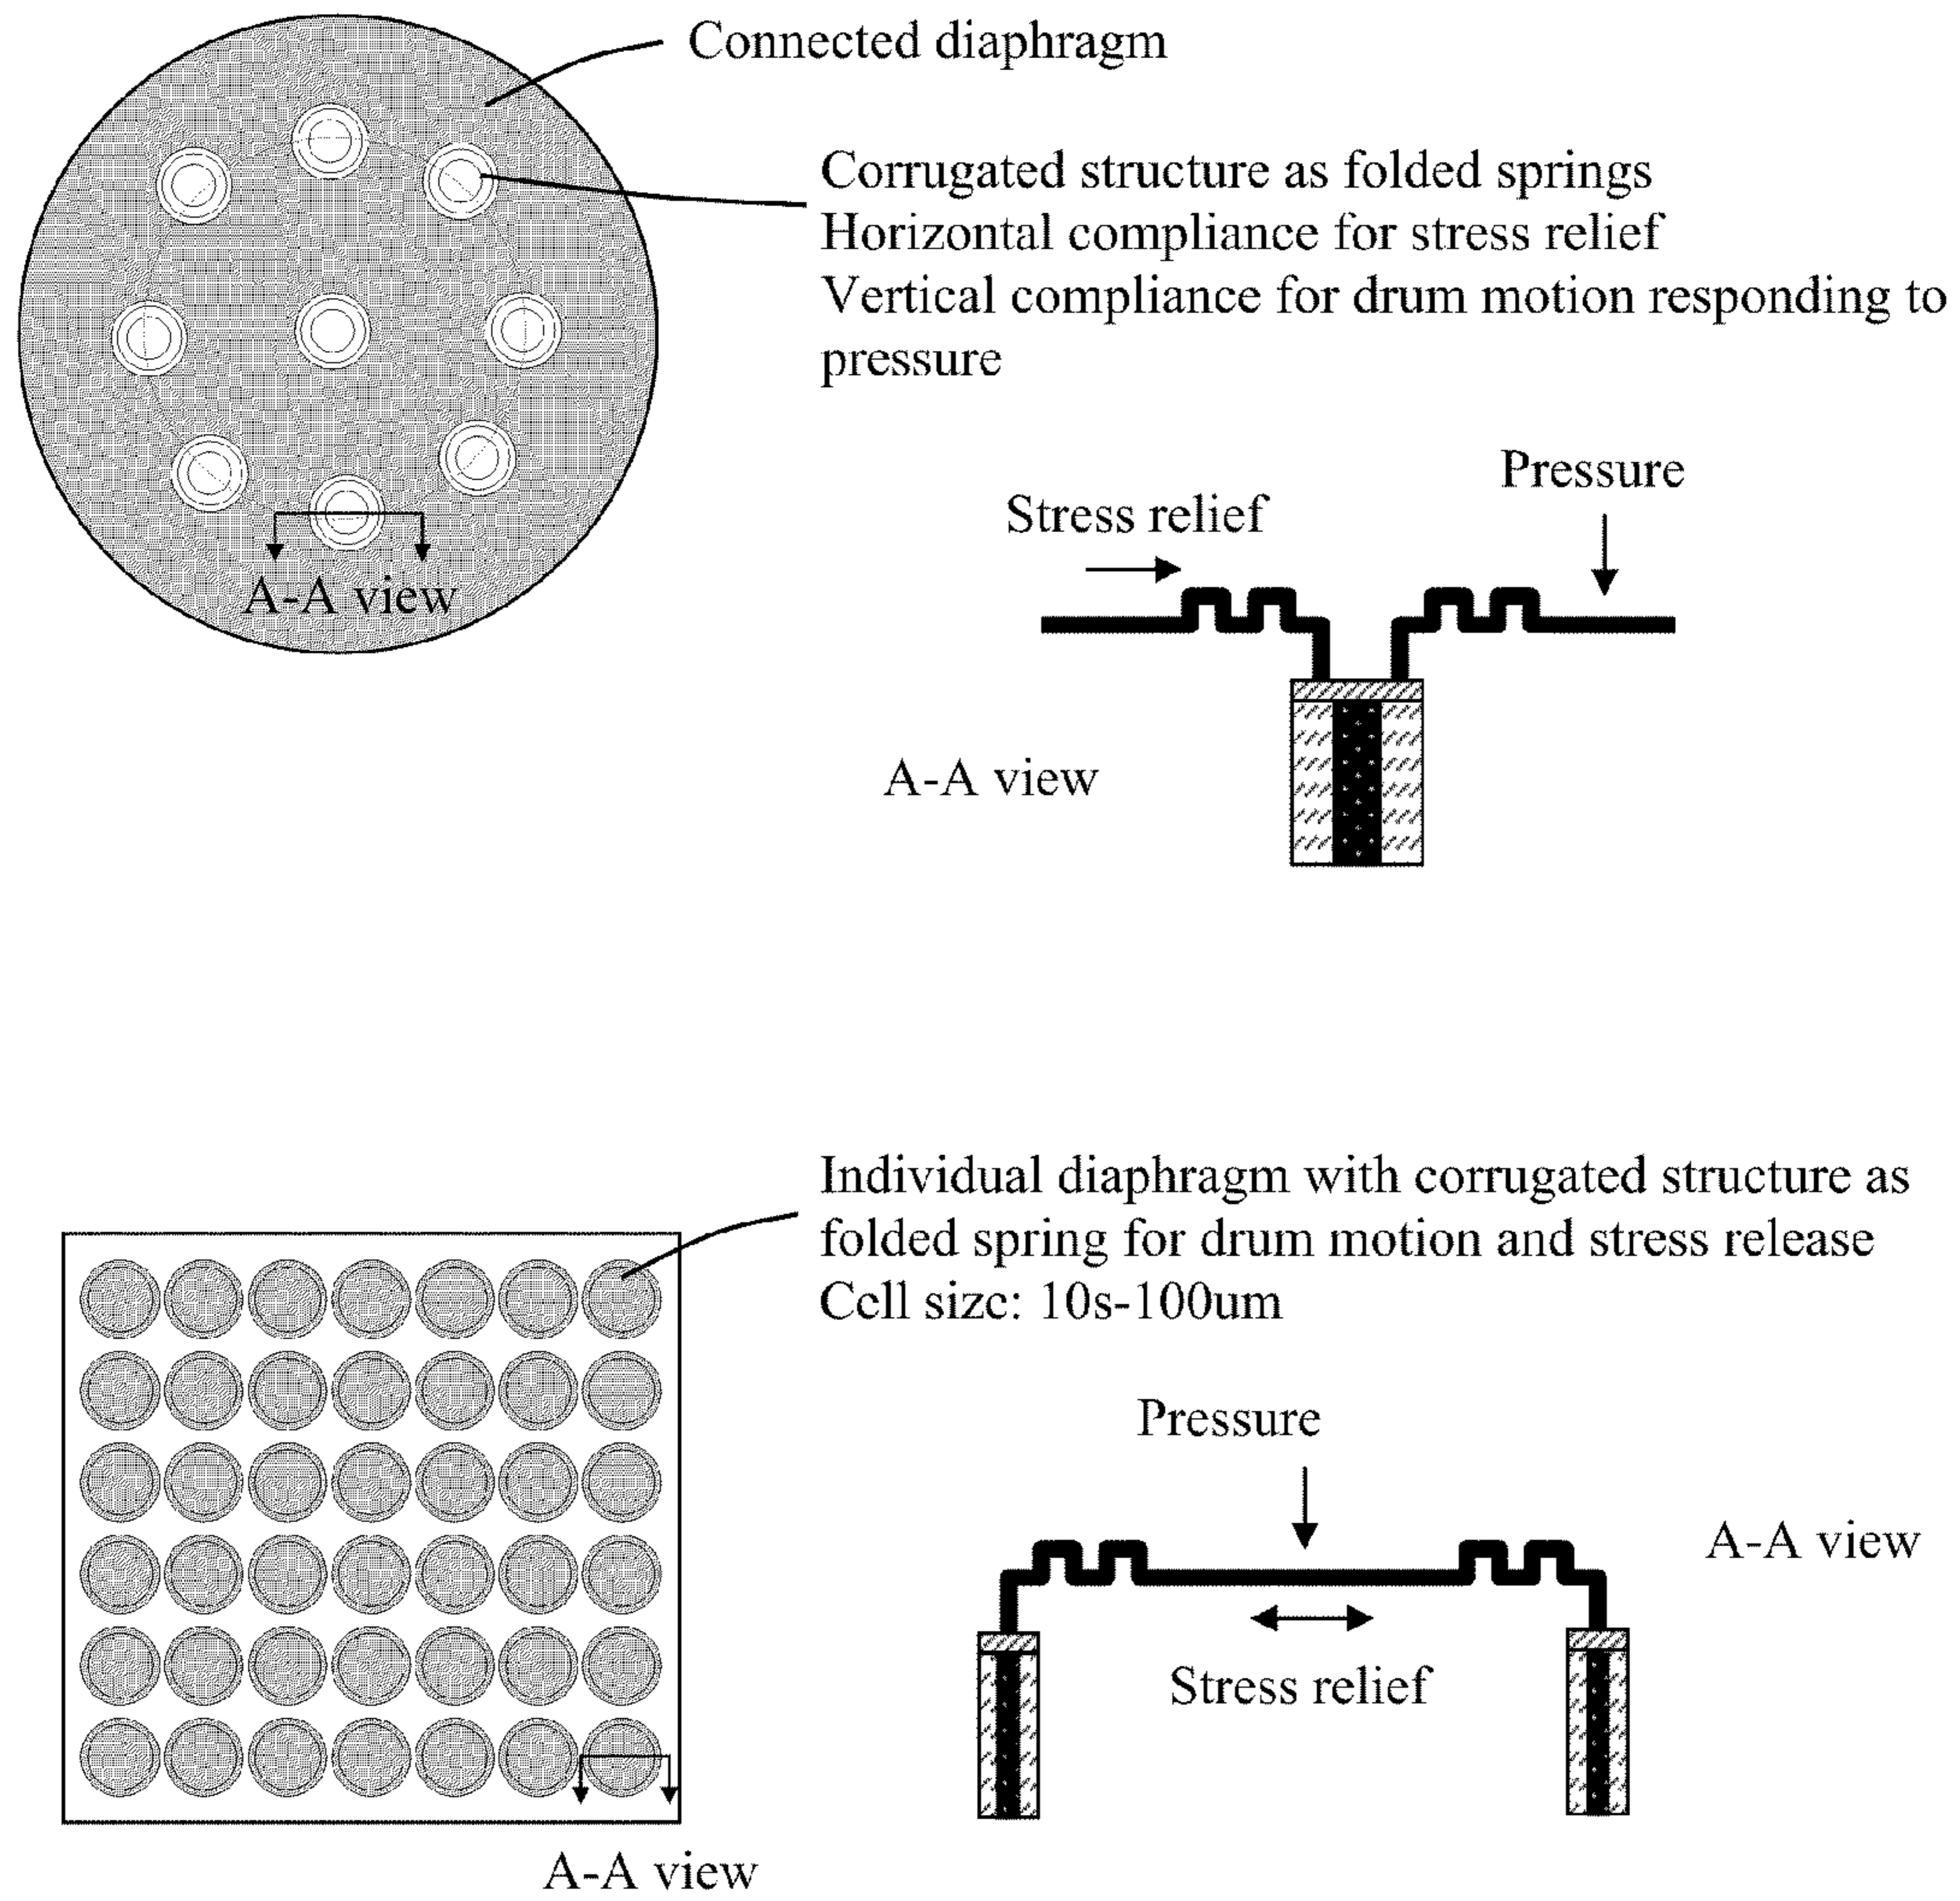 Connected diaphragm
Corrugated structure as folded springs
Horizontal compliance for stress relief
Vertical compliance for drum motion responding to
pressure
Pressure
Stress relief
A-A view
A-A view
Individual diaphragm with corrugated structure as
folded spring for drum motion and stress release
Cell size: 10s-100um
Pressure
A-A view
Stress relief
A-A view